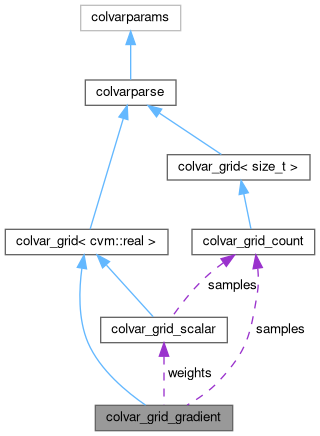 colvarparams
colvarparse
colvar_grid< size_t >
colvar_grid< cvm::real >
colvar_grid_count
samples
colvar_grid_scalar
samples
weights
colvar_grid_gradient